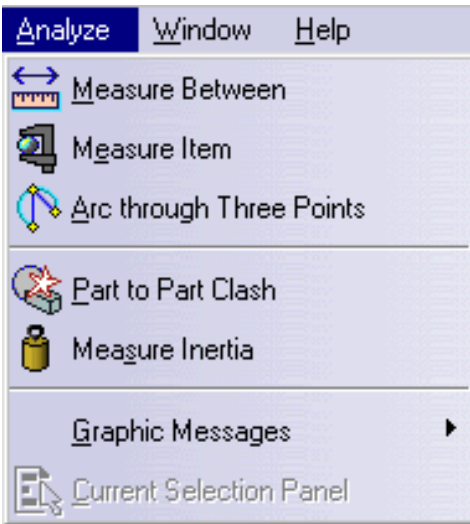 Analyze Window Help
Measure Between
Measure Item
Arc through Three Points
Part to Part Clash
Measure Inertia
Graphic Messages
Current Selection Panel